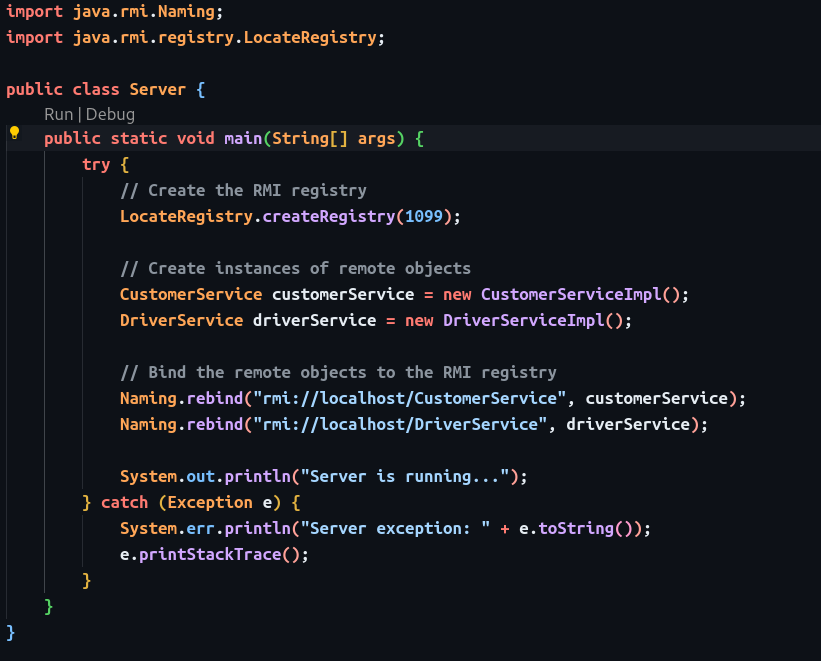 import java.rmi.Naming;
import java.rmi.registry.LocateRegistry;
public class Server {
Run | Debug
public static void main(String[] args) {
try {
// Create the RMI registry
LocateRegistry.createRegistry(1099);
// Create instances of remote objects
CustomerService customerService = new CustomerServiceImpl();
DriverService driverService = new DriverServiceImpl();
// Bind the remote objects to the RMI registry
Naming.rebind("rmi://localhost/CustomerService", customerService);
Naming.rebind("rmi://localhost/DriverService", driverService);
System.out.println("Server is running...");
} catch (Exception e) {
System.err.println("Server exception: " + e.toString());
e.printStackTrace();
}
}
}